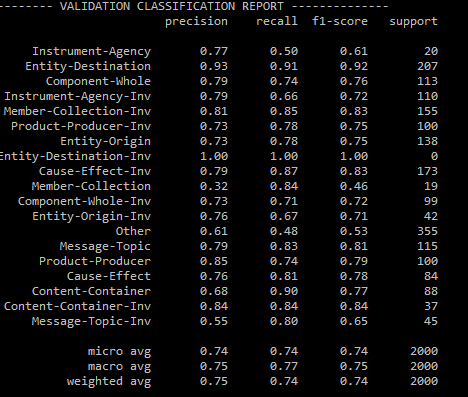 -------- VALIDATION CLASSIFICATION REPORT --------------
precision recall f1-score support
Instrument-Agency 0.77 0.50 0.61 20
Entity-Destination 0.93 0.91 0.92 207
Component-Whole 0.79 0.74 0.76 113
Instrument-Agency-Inv 0.79 0.66 0.72 110
Member-Collection-Inv 0.81 0.85 0.83 155
Product-Producer-Inv 0.73 0.78 0.75 100
Entity-Origin 0.73 0.78 0.75 138
Entity-Destination-Inv 1.00 1.00 1.00 0
Cause-Effect-Inv 0.79 0.87 0.83 173
Member-Collection 0.32 0.84 0.46 19
Component-Whole-Inv 0.73 0.71 0.72 99
Entity-Origin-Inv 0.76 0.67 0.71 42
Other 0.61 0.48 0.53 355
Message-Topic 0.79 0.83 0.81 115
Product-Producer 0.85 0.74 0.79 100
Cause-Effect 0.76 0.81 0.78 84
Content-Container 0.68 0.90 0.77 88
Content-Container-Inv 0.84 0.84 0.84 37
Message-Topic-Inv 0.55 0.80 0.65 45
micro avg 0.74 0.74 0.74 2000
macro avg 0.75 0.77 0.75 2000
weighted avg 0.75 0.74 0.74 2000